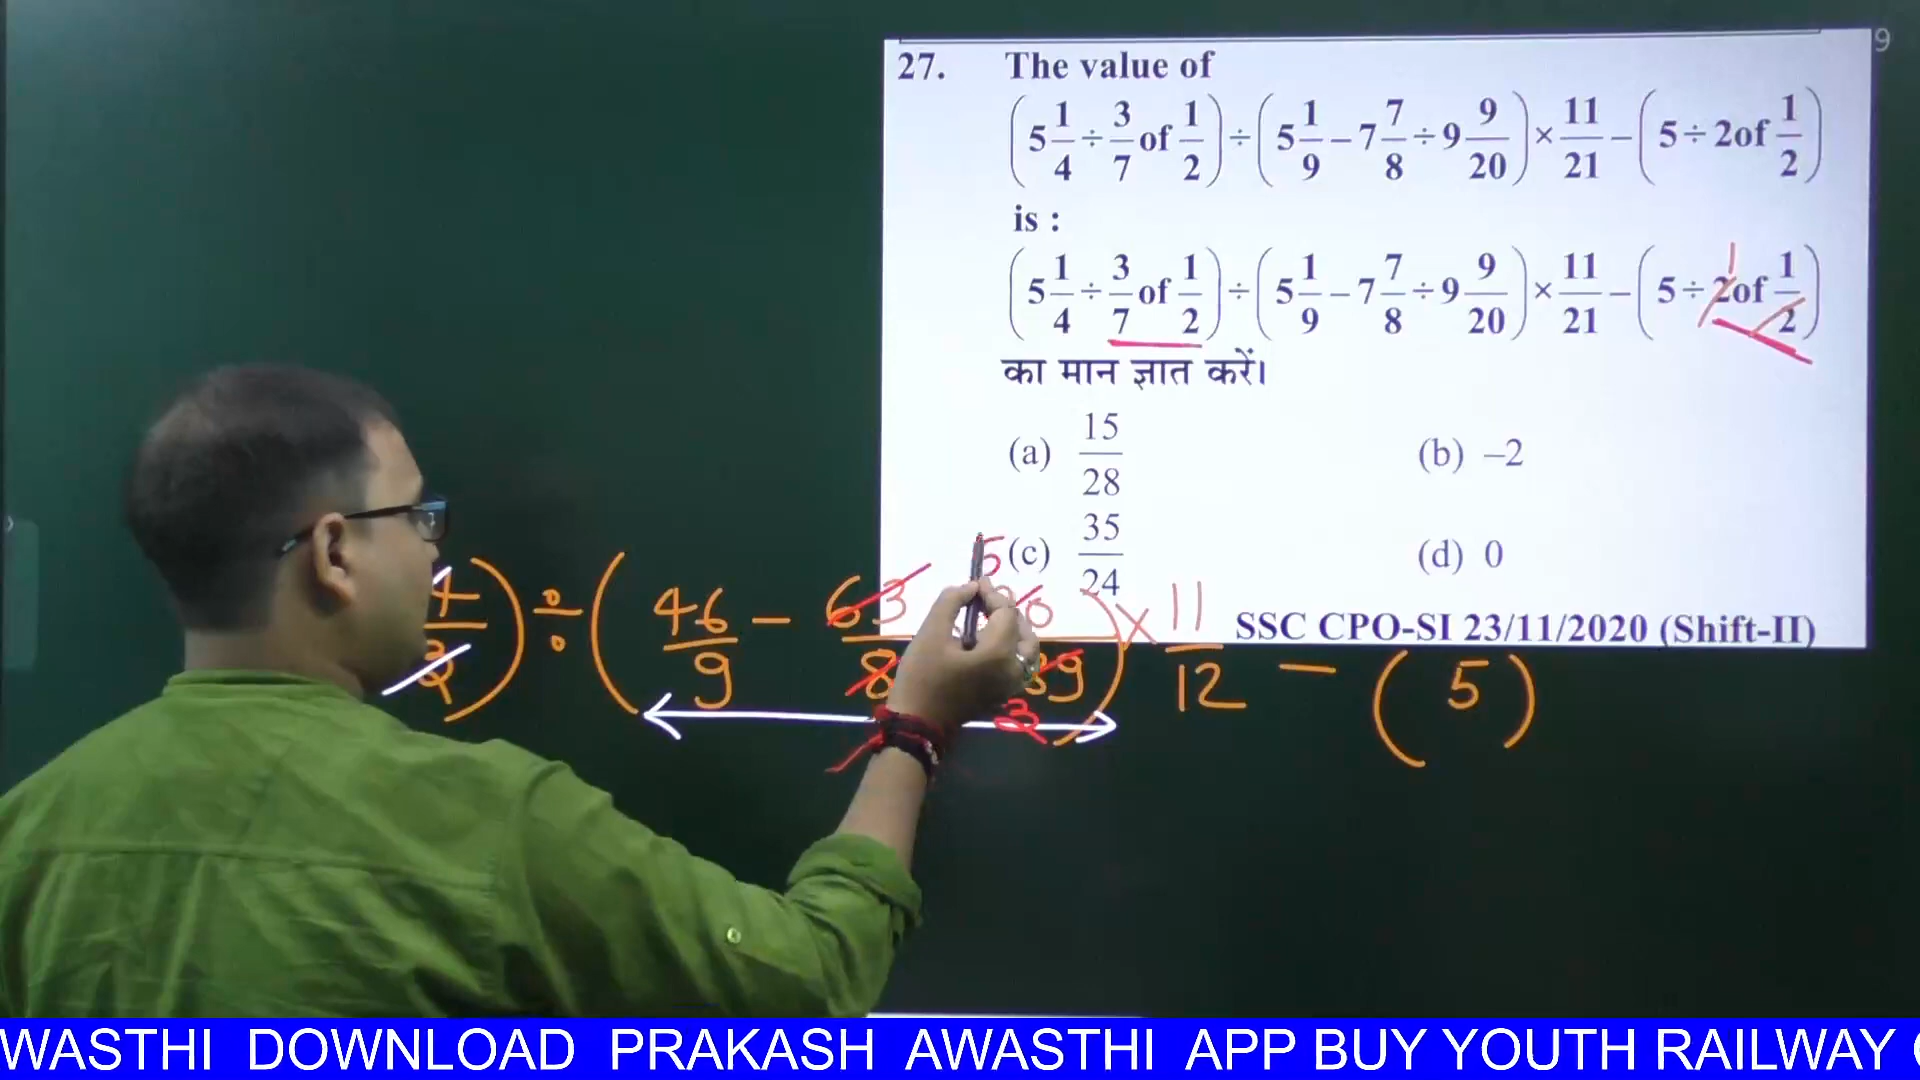 9
27. The value of
(5 1/4 ÷ 3/7 of 1/2) ÷ (5 1/9 – 7 7/8 ÷ 9 9/20) × 11/21 – (5 ÷ 2of 1/2)
is :
(5 1/4 ÷ 3/7 of 1/2) ÷ (5 1/9 – 7 7/8 ÷ 9 9/20) × 11/21 – (5 ÷ 2of 1/2)
1
का मान ज्ञात करें।
(a) 15/28 (b) –2
(c) 35/24 (d) 0
SSC CPO-SI 23/11/2020 (Shift-II)
) ÷ ( 46/9 – 63/8 ) × 11/12 – ( 5 )
5
3
WASTHI DOWNLOAD PRAKASH AWASTHI APP BUY YOUTH RAILWAY